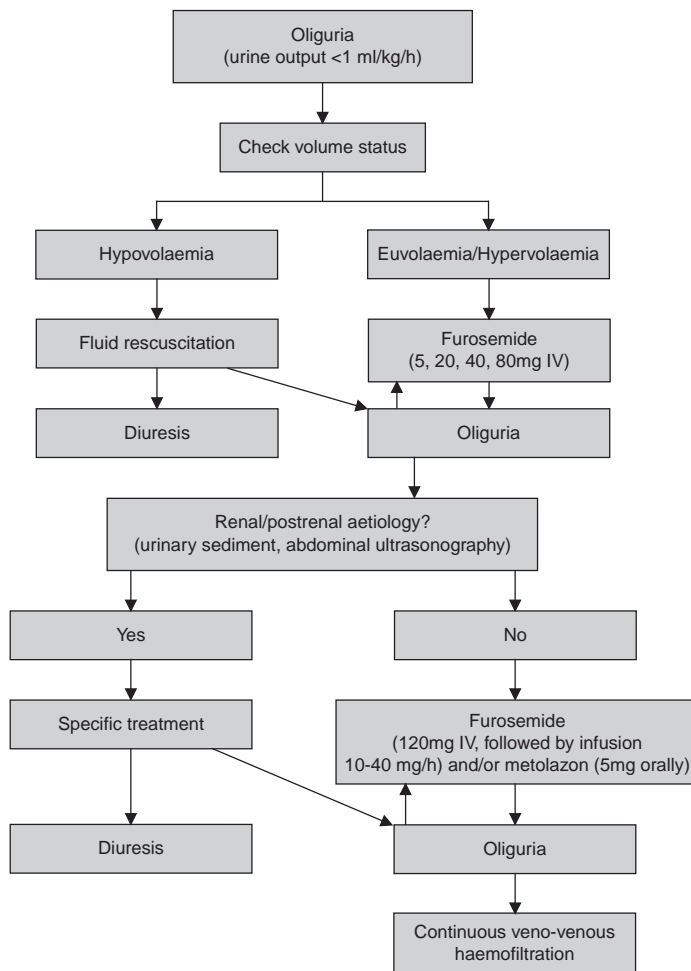 Oliguria
(urine output <1 ml/kg/h)
Check volume status
Hypovolaemia
Euvolaemia/Hypervolaemia
Fluid rescuscitation
Furosemide
(5, 20, 40, 80mg IV)
Diuresis
Oliguria
Renal/postrenal aetiology?
(urinary sediment, abdominal ultrasonography)
Yes
No
Specific treatment
Furosemide
(120mg IV, followed by infusion
10-40 mg/h) and/or metolazon (5mg orally)
Diuresis
Oliguria
Continuous veno-venous
haemofiltration